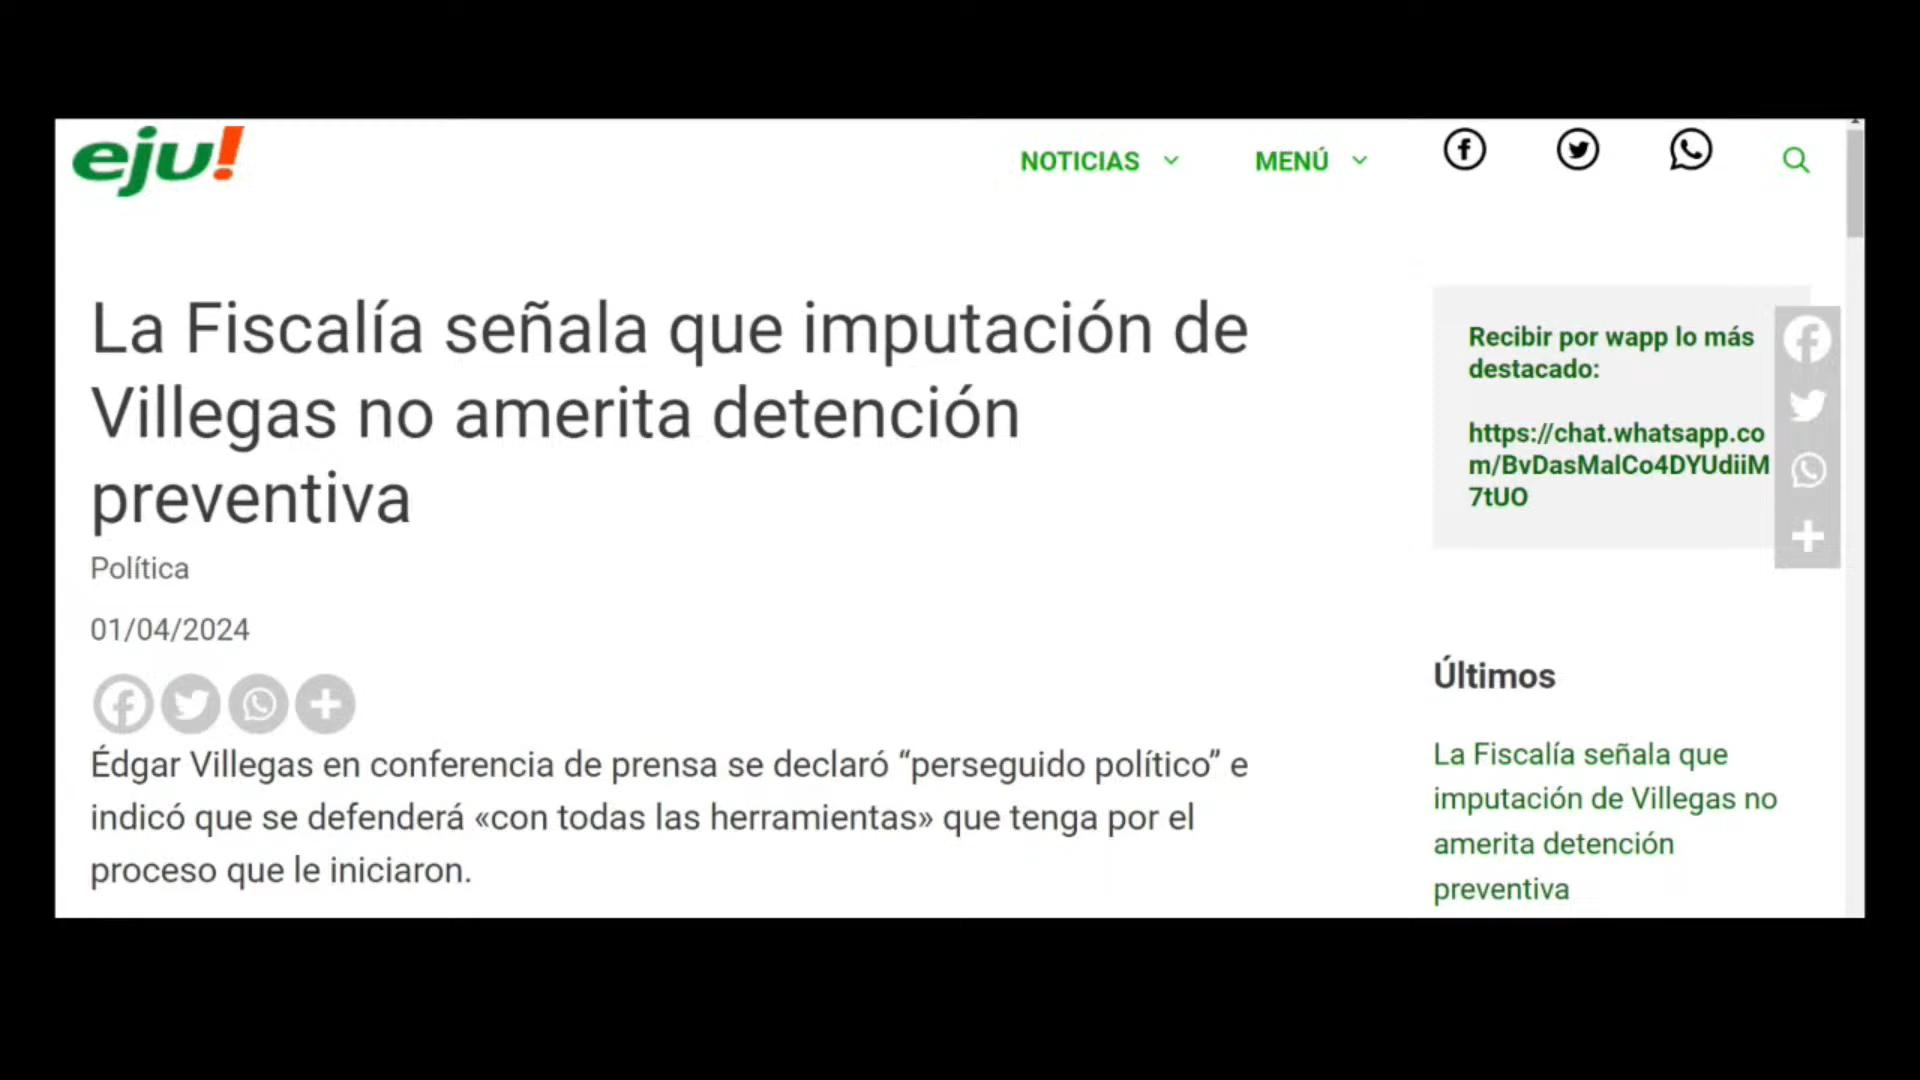 eju!
NOTICIAS
MENÚ
La Fiscalía señala que imputación de
Villegas no amerita detención
preventiva
Política
01/04/2024
Édgar Villegas en conferencia de prensa se declaró “perseguido político” e
indicó que se defenderá «con todas las herramientas» que tenga por el
proceso que le iniciaron.
Recibir por wapp lo más
destacado:
https://chat.whatsapp.co
m/BvDasMalCo4DYUdiiM
7tUO
Últimos
La Fiscalía señala que
imputación de Villegas no
amerita detención
preventiva